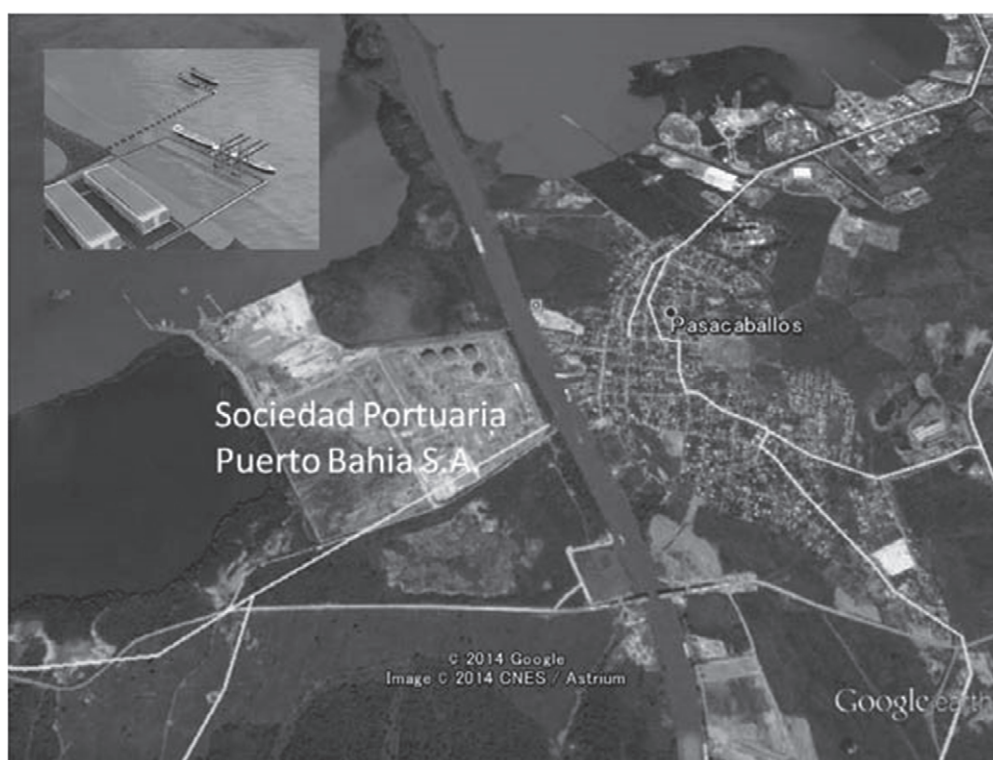 Pasacaballos
Sociedad Portuaria
Puerto Bahia S.A.
© 2014 Google
Image © 2014 CNES / Astrium
Google earth